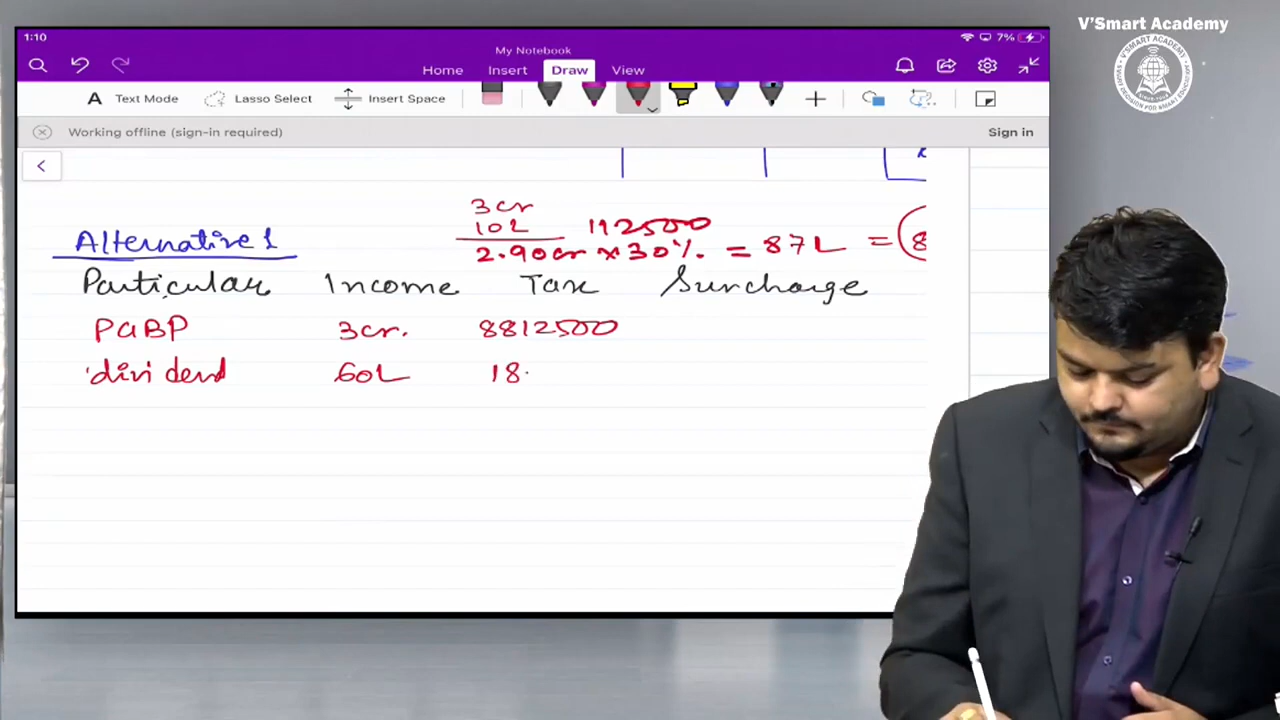 V'Smart Academy
1:10
7%
My Notebook
Home Insert Draw View
A Text Mode Lasso Select Insert Space
Working offline (sign-in required) Sign in
3cr
10L 112500
2.90cr × 30% = 87L = (8
Alternative 1
Particular Income Tax Surcharge
PGBP 3cr. 8812500
dividend 60L 18